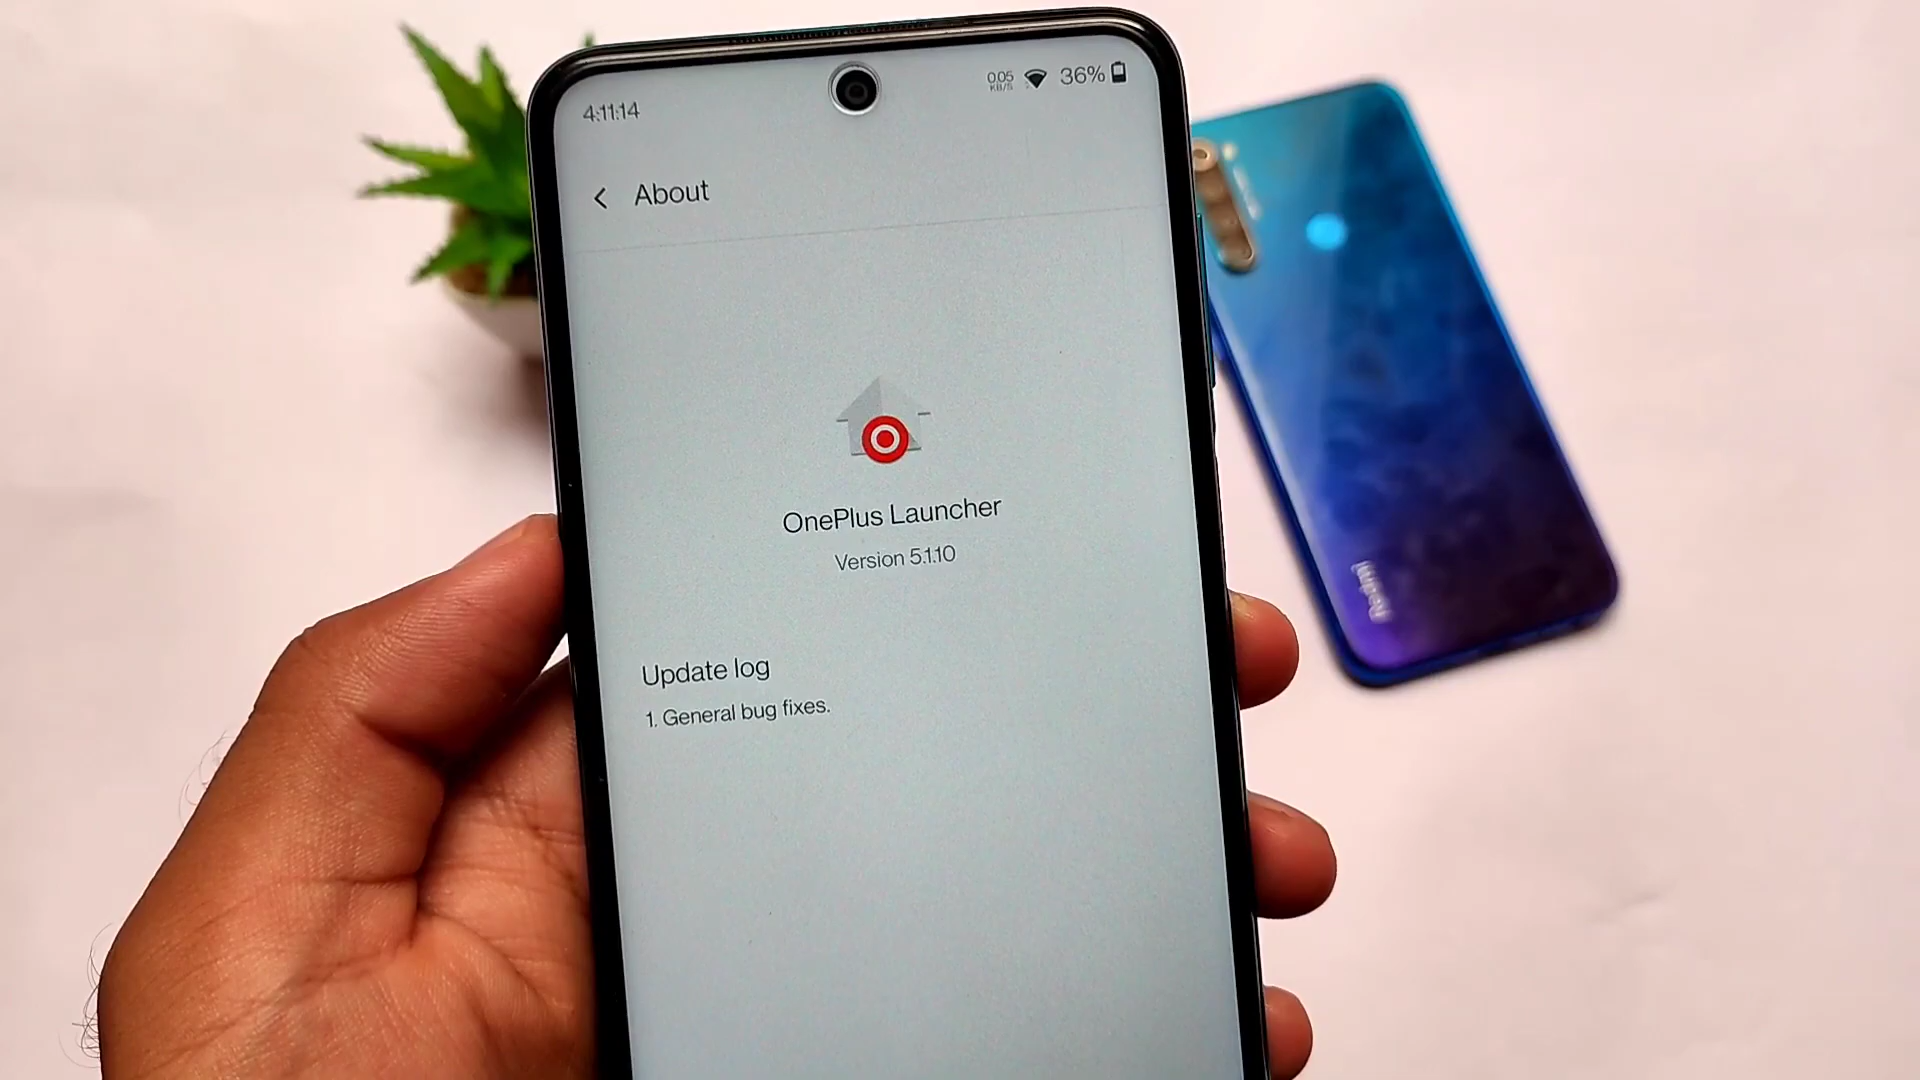 4:11:14
0.05
KB/S
36%
About
OnePlus Launcher
Version 5.1.10
Update log
1. General bug fixes.
Redmi